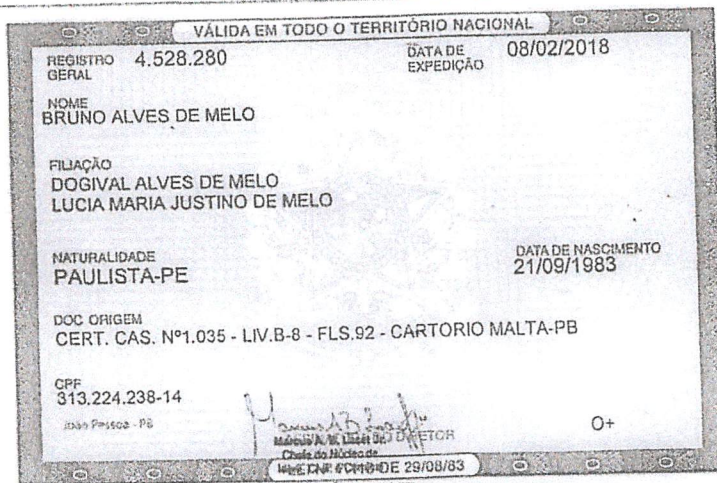 VÁLIDA EM TODO O TERRITÓRIO NACIONAL
REGISTRO GERAL 4.528.280 DATA DE EXPEDIÇÃO 08/02/2018
NOME
BRUNO ALVES DE MELO
FILIAÇÃO
DOGIVAL ALVES DE MELO
LUCIA MARIA JUSTINO DE MELO
NATURALIDADE DATA DE NASCIMENTO
PAULISTA-PE 21/09/1983
DOC ORIGEM
CERT. CAS. Nº1.035 - LIV.B-8 - FLS.92 - CARTORIO MALTA-PB
CPF
313.224.238-14
João Pessoa - PB
DIRETOR O+
Chefe do Núcleo de
DE 29/08/83